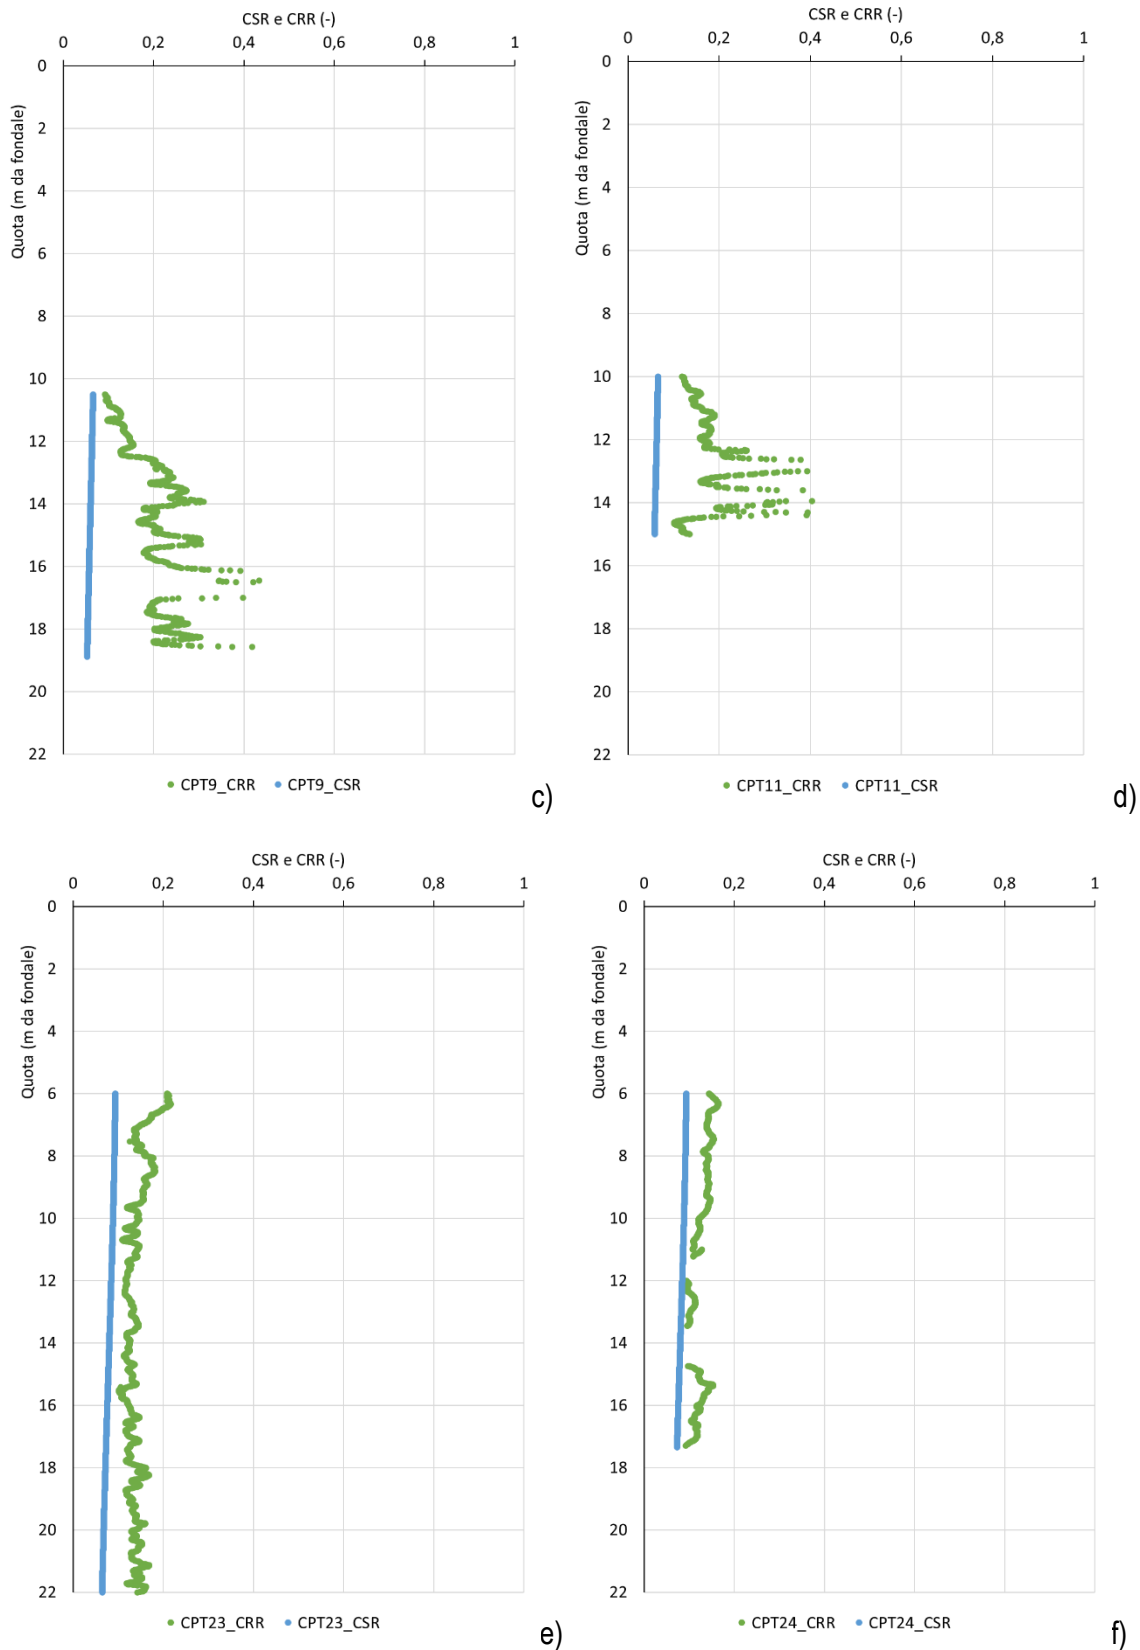 CSR e CRR (-)
0 0,2 0,4 0,6 0,8 1
0
2
4
6
8
10
12
14
16
18
20
22
Quota (m da fondale)
CPT9_CRR CPT9_CSR
c)
CSR e CRR (-)
0 0,2 0,4 0,6 0,8 1
0
2
4
6
8
10
12
14
16
18
20
22
Quota (m da fondale)
CPT11_CRR CPT11_CSR
d)
CSR e CRR (-)
0 0,2 0,4 0,6 0,8 1
0
2
4
6
8
10
12
14
16
18
20
22
Quota (m da fondale)
CPT23_CRR CPT23_CSR
e)
CSR e CRR (-)
0 0,2 0,4 0,6 0,8 1
0
2
4
6
8
10
12
14
16
18
20
22
Quota (m da fondale)
CPT24_CRR CPT24_CSR
f)